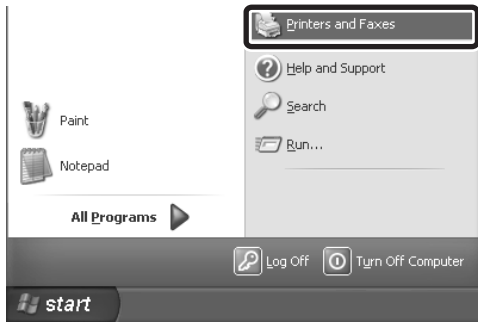 Printers and Faxes
Help and Support
Search
Run...
Paint
Notepad
All Programs
Log Off
Turn Off Computer
start